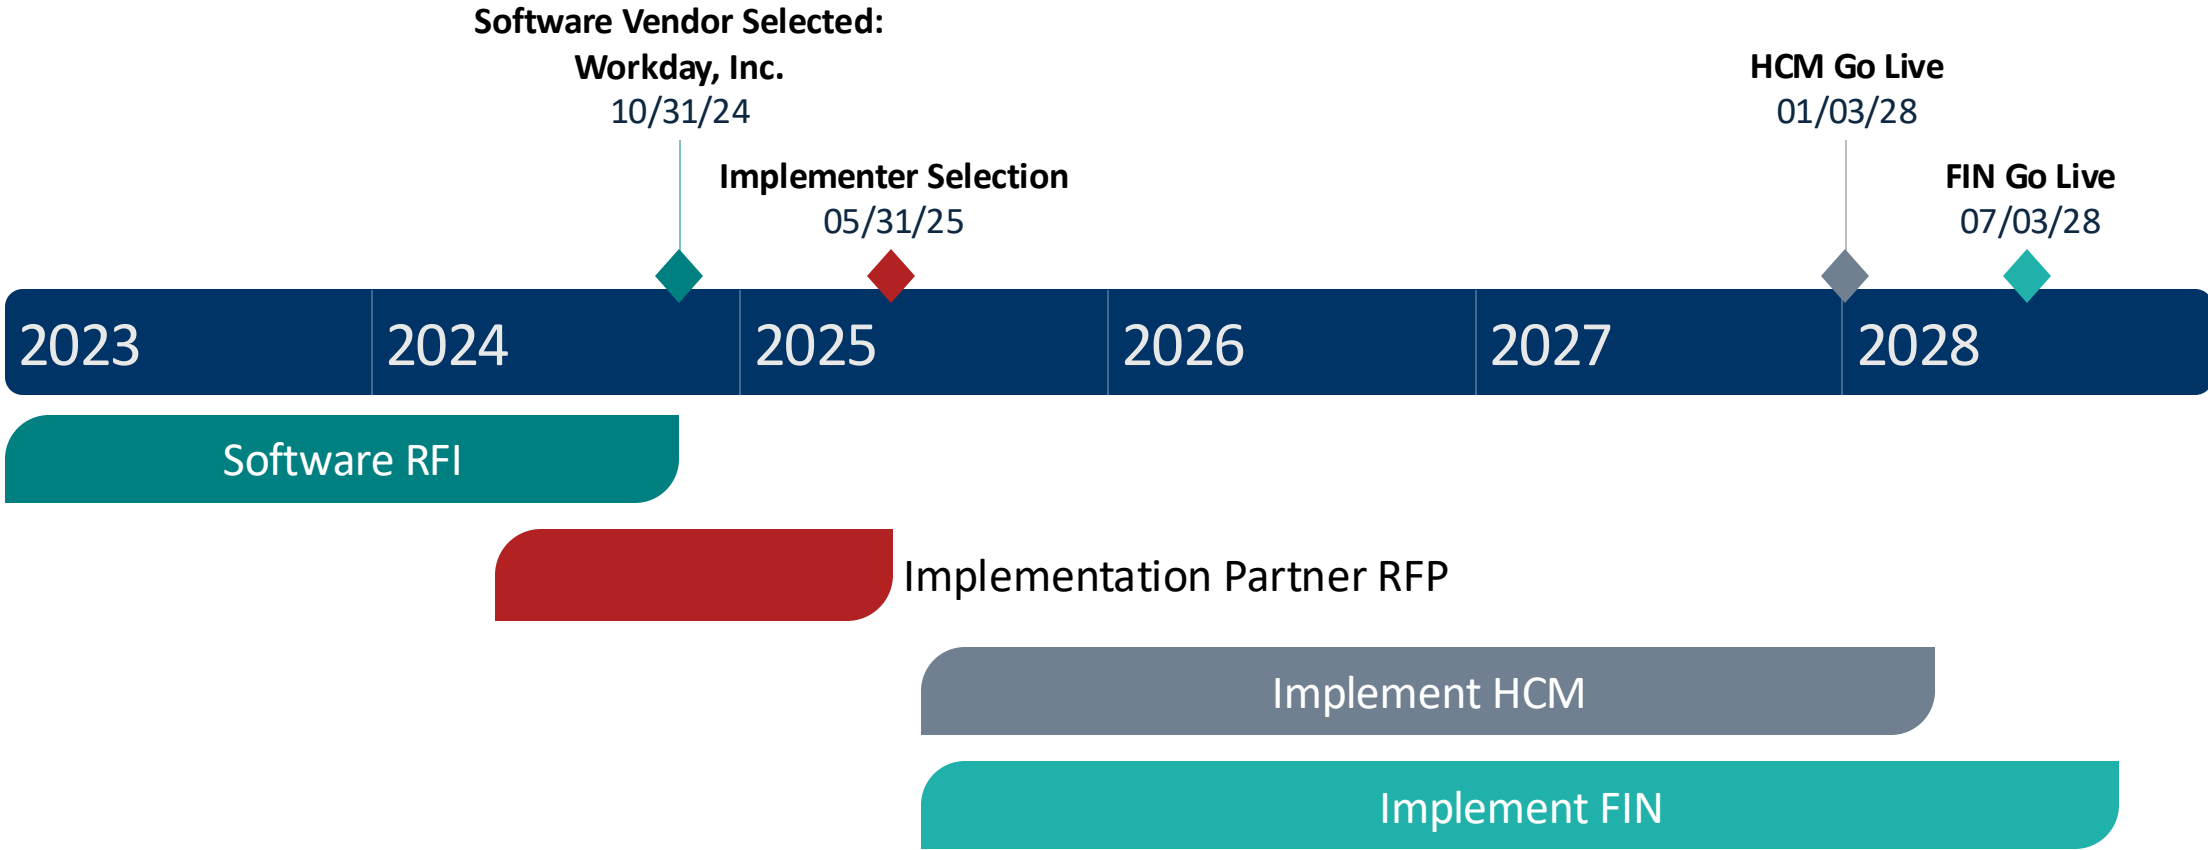 Software Vendor Selected:
Workday, Inc.
10/31/24
HCM Go Live
01/03/28
Implementer Selection
05/31/25
FIN Go Live
07/03/28
2023
2024
2025
2026
2027
2028
Software RFI
Implementation Partner RFP
Implement HCM
Implement FIN